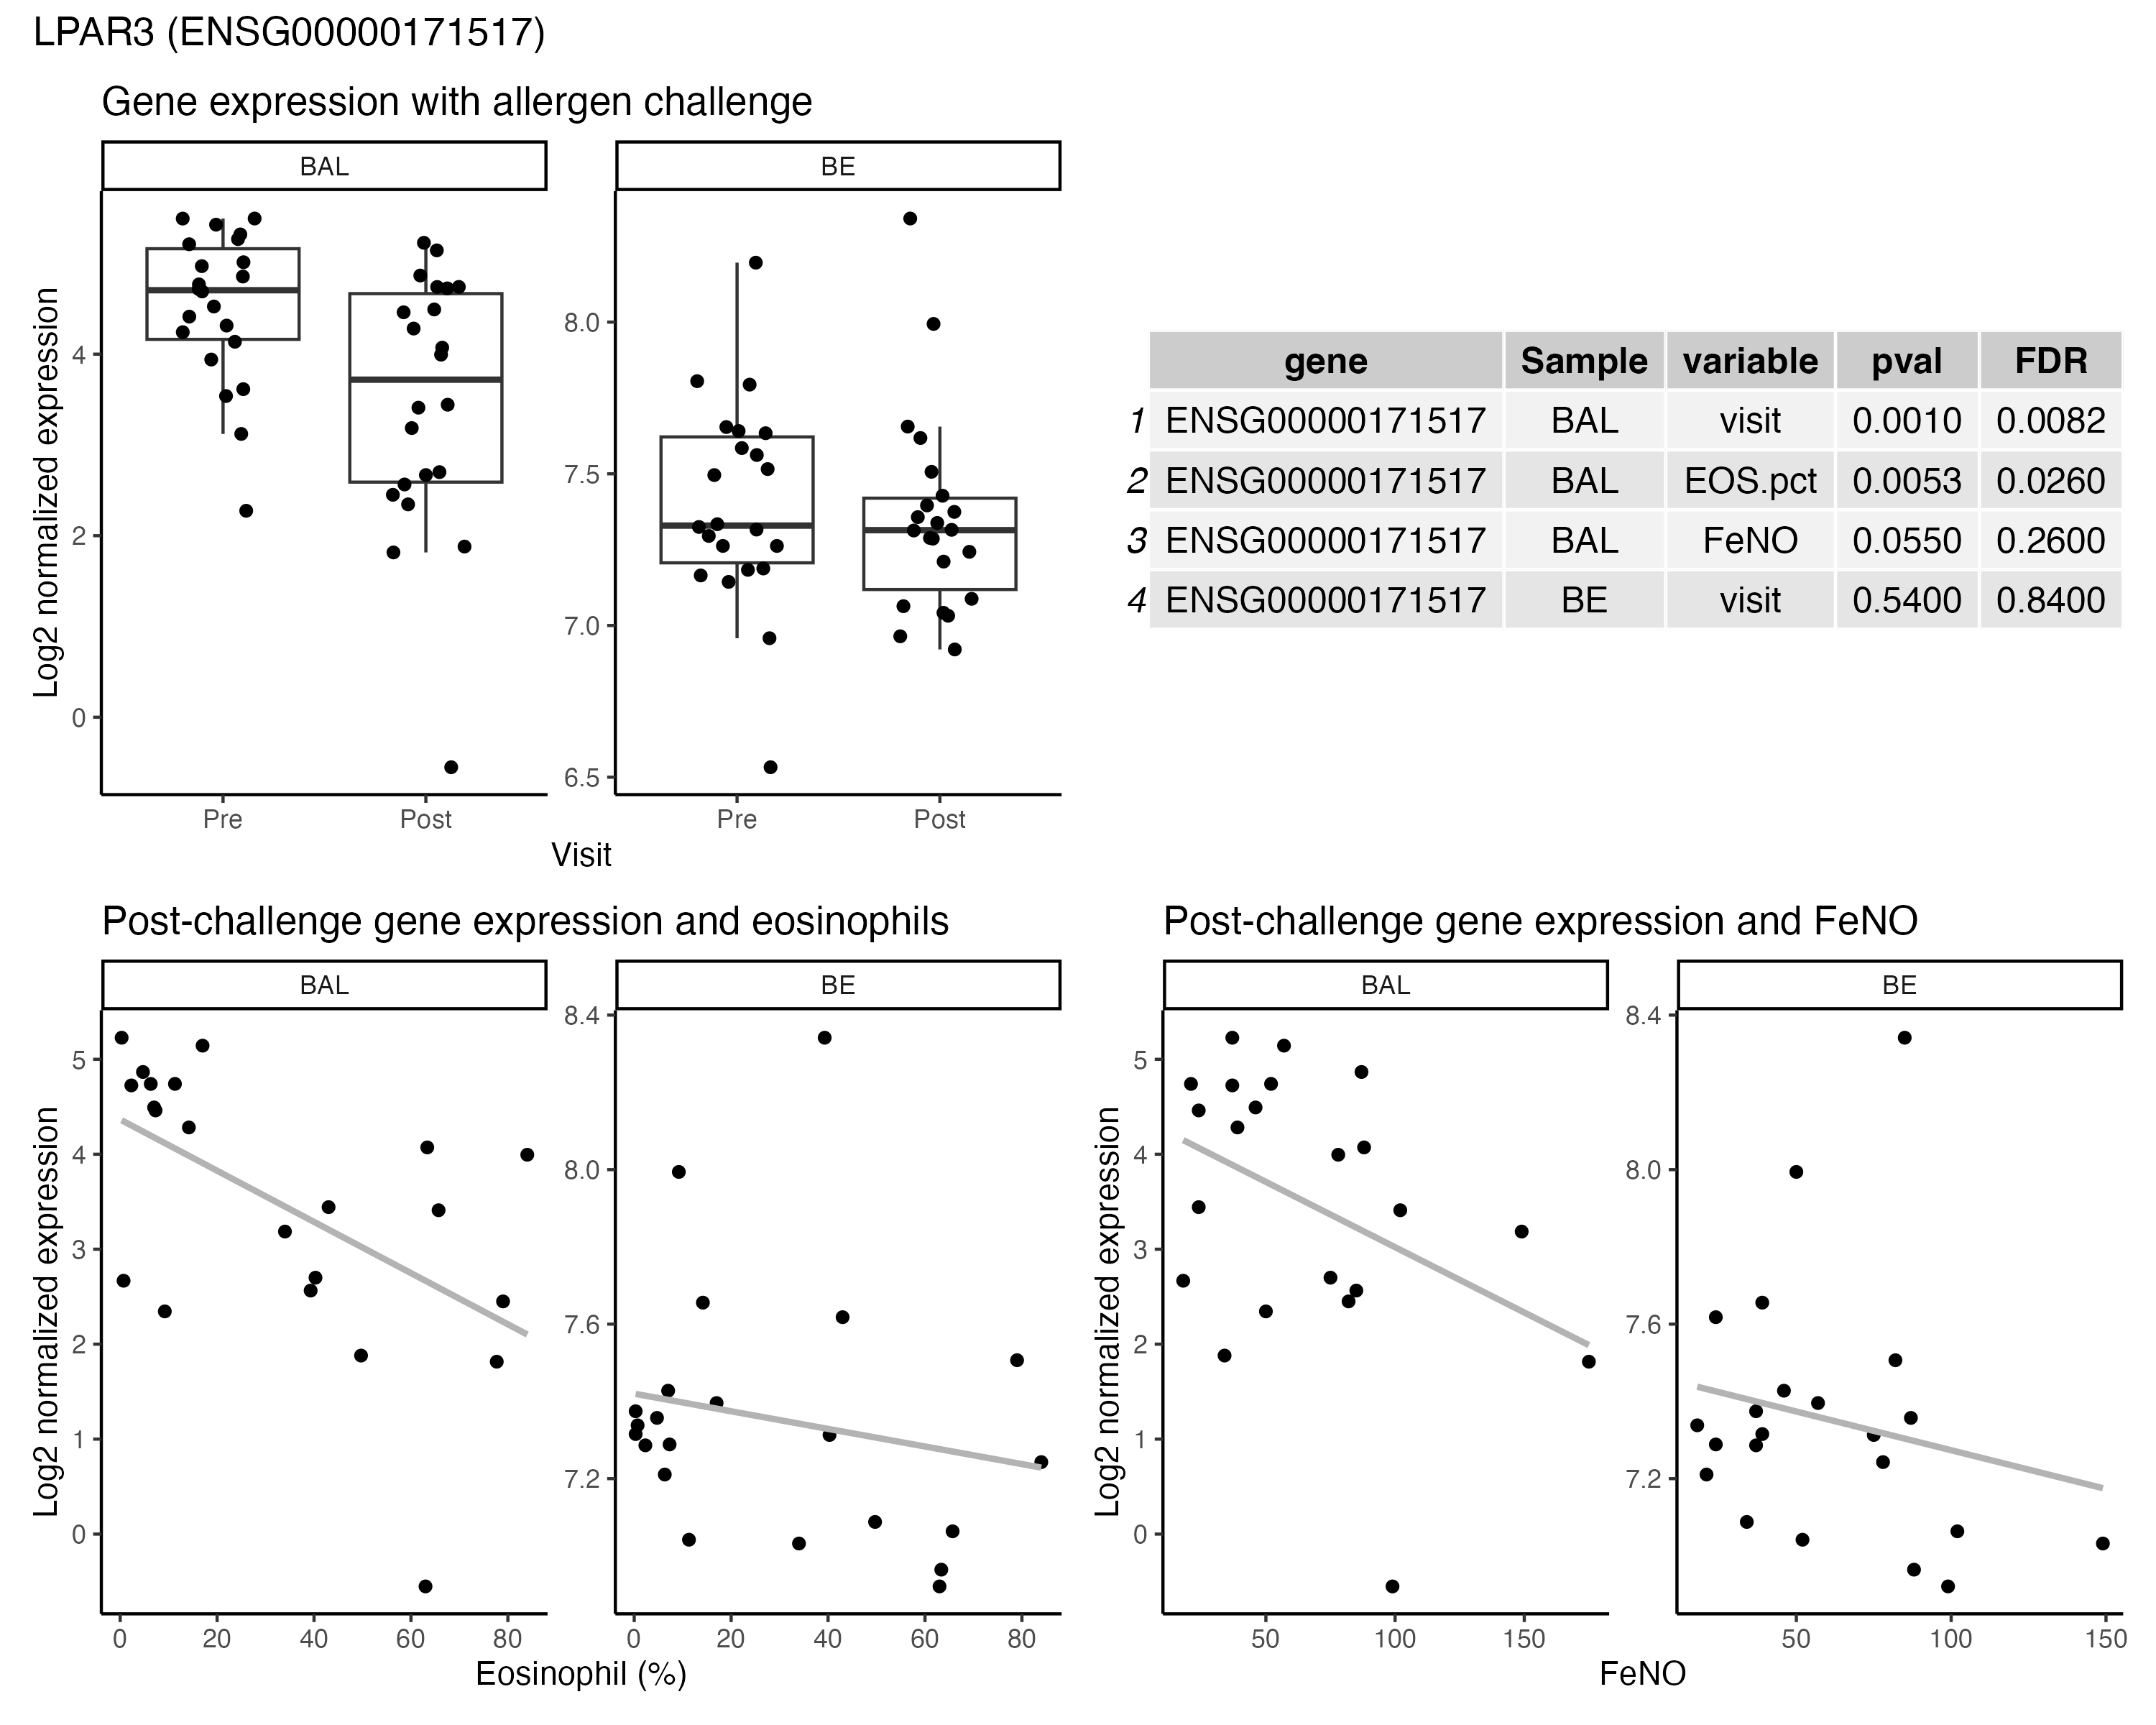 LPAR3 (ENSG00000171517)
Gene expression with allergen challenge
BAL
BE
Log2 normalized expression
4
2
0
8.0
7.5
7.0
6.5
Pre
Post
Pre
Post
Visit
gene Sample variable pval FDR
1 ENSG00000171517 BAL visit 0.0010 0.0082
2 ENSG00000171517 BAL EOS.pct 0.0053 0.0260
3 ENSG00000171517 BAL FeNO 0.0550 0.2600
4 ENSG00000171517 BE visit 0.5400 0.8400
Post-challenge gene expression and eosinophils
BAL
BE
Log2 normalized expression
5
4
3
2
1
0
8.4
8.0
7.6
7.2
0 20 40 60 80
0 20 40 60 80
Eosinophil (%)
Post-challenge gene expression and FeNO
BAL
BE
Log2 normalized expression
5
4
3
2
1
0
8.4
8.0
7.6
7.2
50 100 150
50 100 150
FeNO